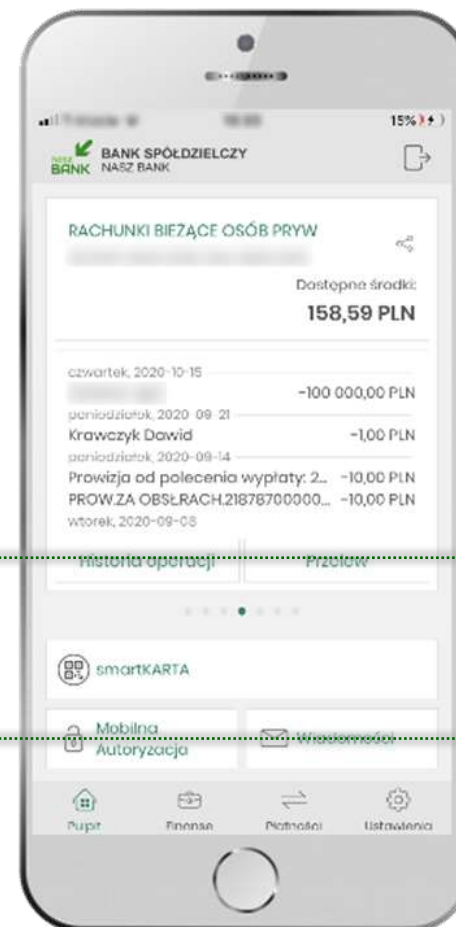 15%
NASZ BANK
BANK SPÓŁDZIELCZY
NASZ BANK
RACHUNKI BIEŻĄCE OSÓB PRYW
Dostępne środki:
158,59 PLN
czwartek, 2020-10-15
-100 000,00 PLN
poniedziałek, 2020-09-21
Krawczyk Dawid -1,00 PLN
poniedziałek, 2020-09-14
Prowizja od polecenia wypłaty: 2... -10,00 PLN
PROW.ZA OBSŁ.RACH.21878700000... -10,00 PLN
wtorek, 2020-09-08
Historia operacji Przelew
smartKARTA
Mobilna Autoryzacja
Wiadomości
Pulpit Finanse Płatności Ustawienia